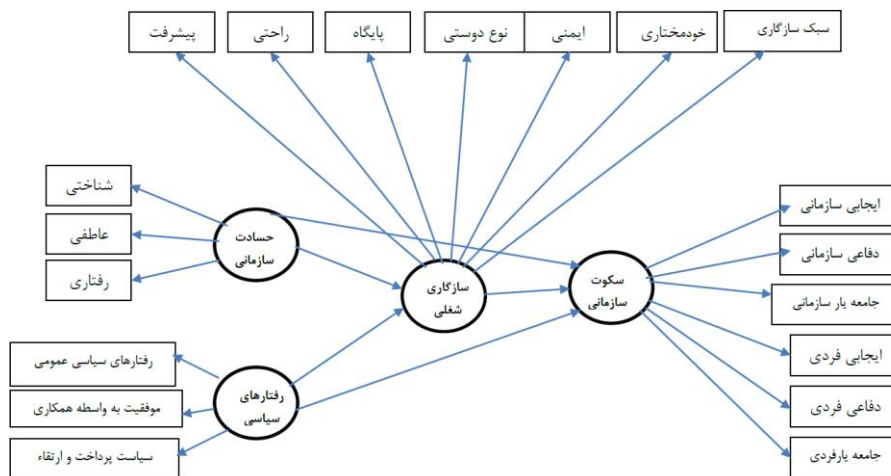 سبک سازگاری
خودمختاری
ایمنی
نوع دوستی
پایگاه
راحتی
پیشرفت
شناختی
عاطفی
رفتاری
حسادت
سازمانی
سازگاری
شغلی
سکوت
سازمانی
ایجابی سازمانی
دفاعی سازمانی
جامعه یار سازمانی
ایجابی فردی
دفاعی فردی
جامعه یارفردی
رفتارهای
سیاسی
رفتارهای سیاسی عمومی
موفقیت به واسطه همکاری
سیاست پرداخت و ارتقاء